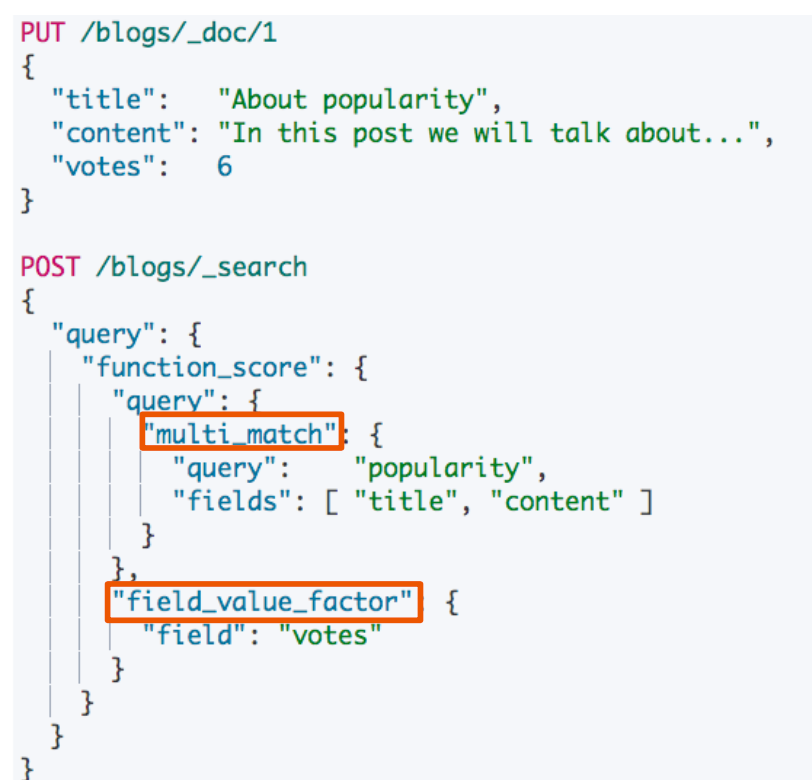 PUT /blogs/_doc/1
{
  "title":   "About popularity",
  "content": "In this post we will talk about...",
  "votes":   6
}

POST /blogs/_search
{
  "query": {
    "function_score": {
      "query": {
        "multi_match": {
          "query":    "popularity",
          "fields": [ "title", "content" ]
        }
      },
      "field_value_factor": {
        "field": "votes"
      }
    }
  }
}